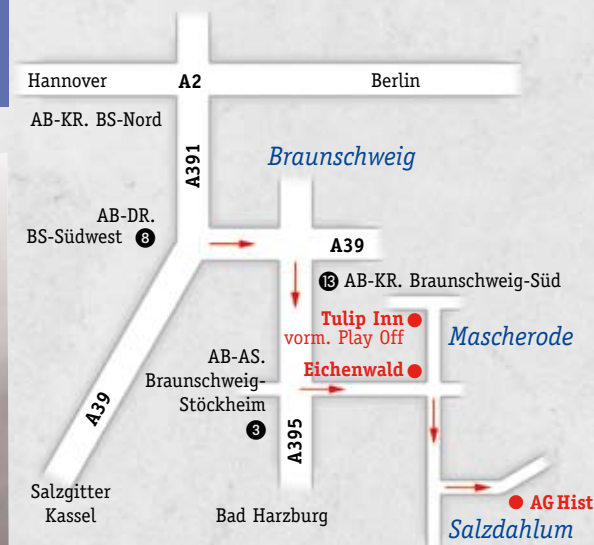 Hannover
A2
Berlin
AB-KR. BS-Nord
A391
Braunschweig
AB-DR.
BS-Südwest 8
A39
13 AB-KR. Braunschweig-Süd
Tulip Inn
vorm. Play Off
Mascherode
AB-AS.
Braunschweig-
Stöckheim
3
Eichenwald
A39
A395
Salzgitter
Kassel
Bad Harzburg
AG Hist
Salzdahlum